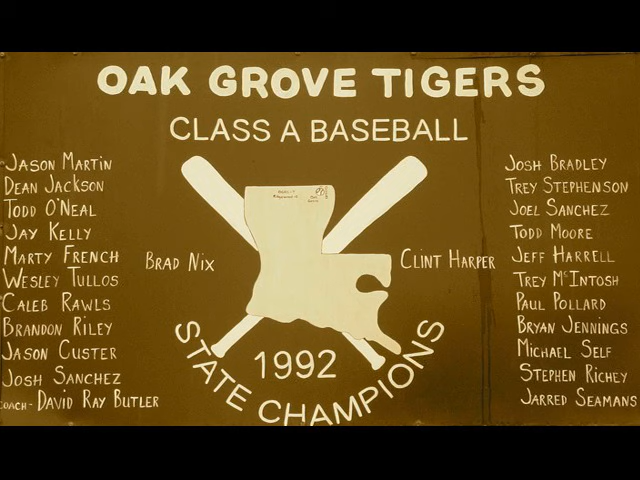 OAK GROVE TIGERS
CLASS A BASEBALL
JASON MARTIN
DEAN JACKSON
TODD O'NEAL
JAY KELLY
MARTY FRENCH
WESLEY TULLOS
CALEB RAWLS
BRANDON RILEY
JASON CUSTER
JOSH SANCHEZ
COACH- DAVID RAY BUTLER
BRAD NIX
CLINT HARPER
1992
STATE CHAMPIONS
JOSH BRADLEY
TREY STEPHENSON
JOEL SANCHEZ
TODD MOORE
JEFF HARRELL
TREY McINTOSH
PAUL POLLARD
BRYAN JENNINGS
MICHAEL SELF
STEPHEN RICHEY
JARRED SEAMANS